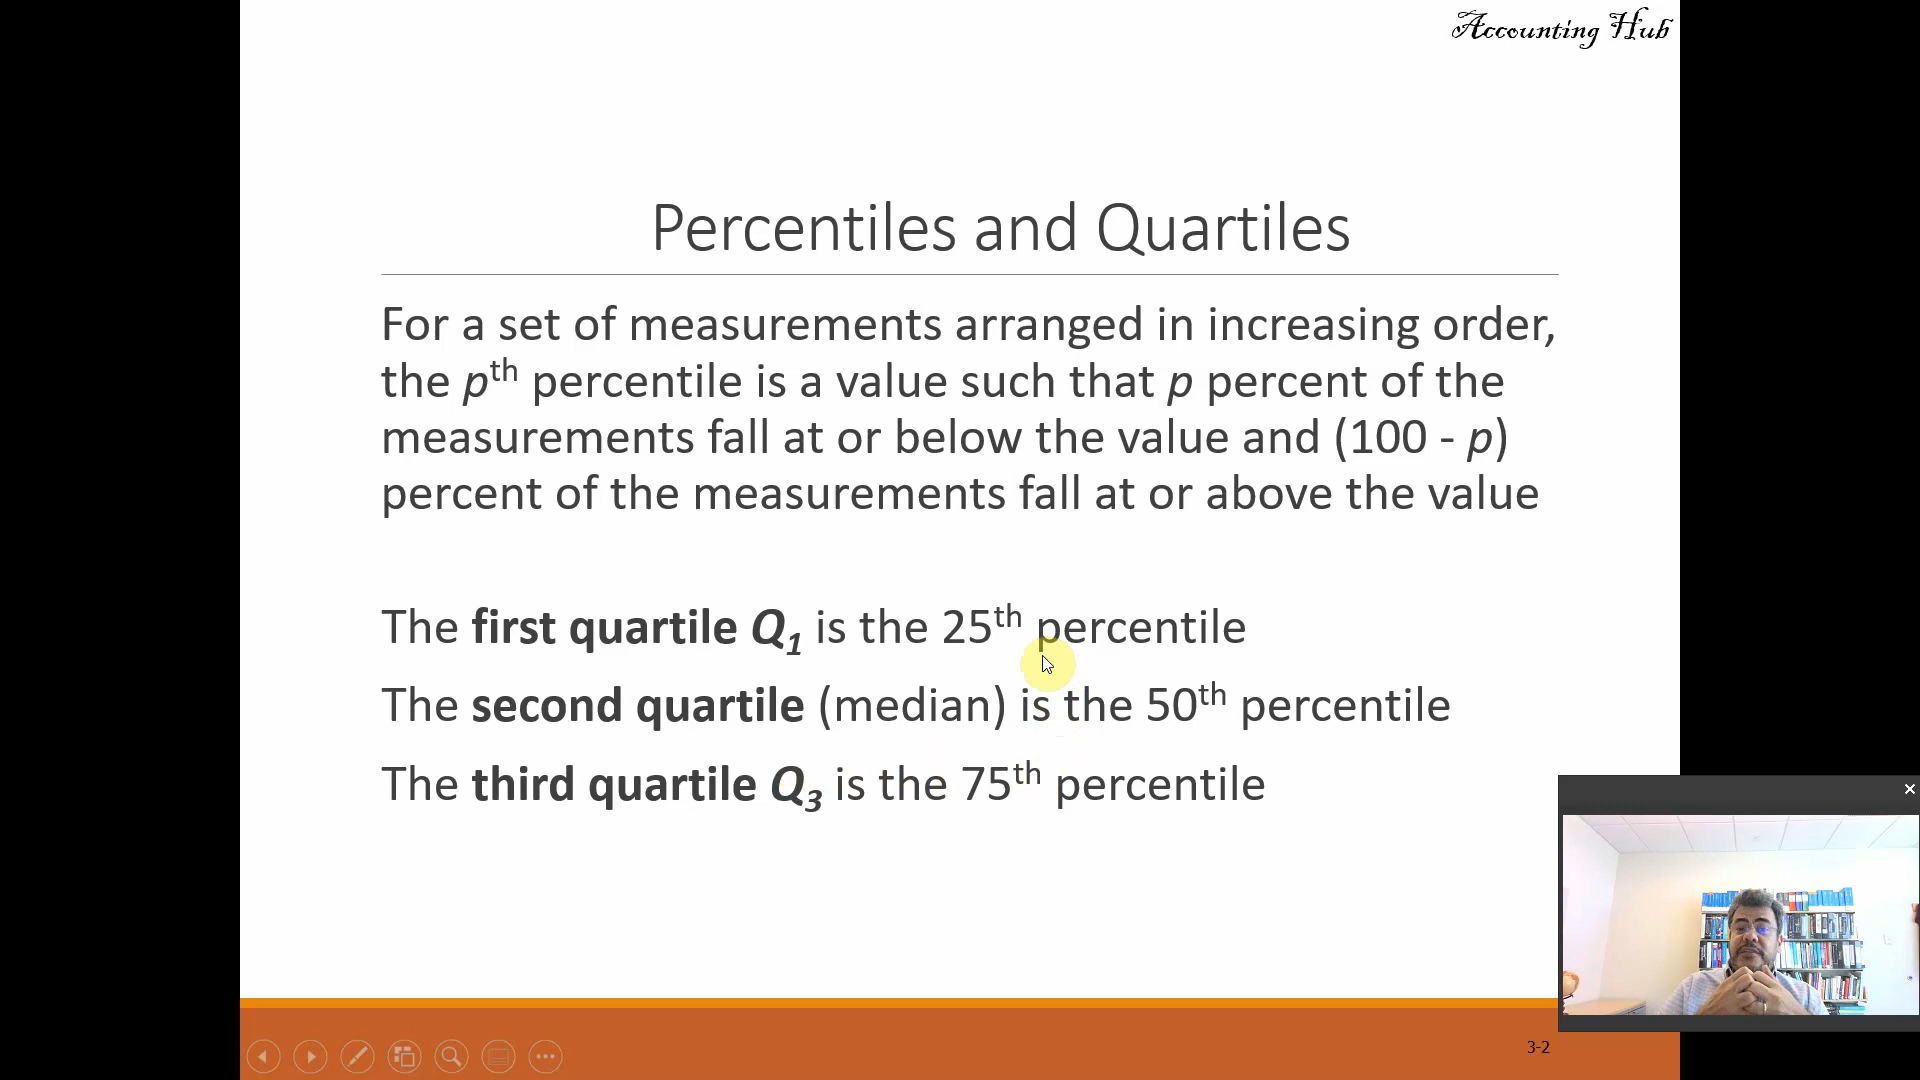 Accounting Hub
Percentiles and Quartiles
For a set of measurements arranged in increasing order,
the pth percentile is a value such that p percent of the
measurements fall at or below the value and (100 - p)
percent of the measurements fall at or above the value
The first quartile Q1 is the 25th percentile
The second quartile (median) is the 50th percentile
The third quartile Q3 is the 75th percentile
3-2